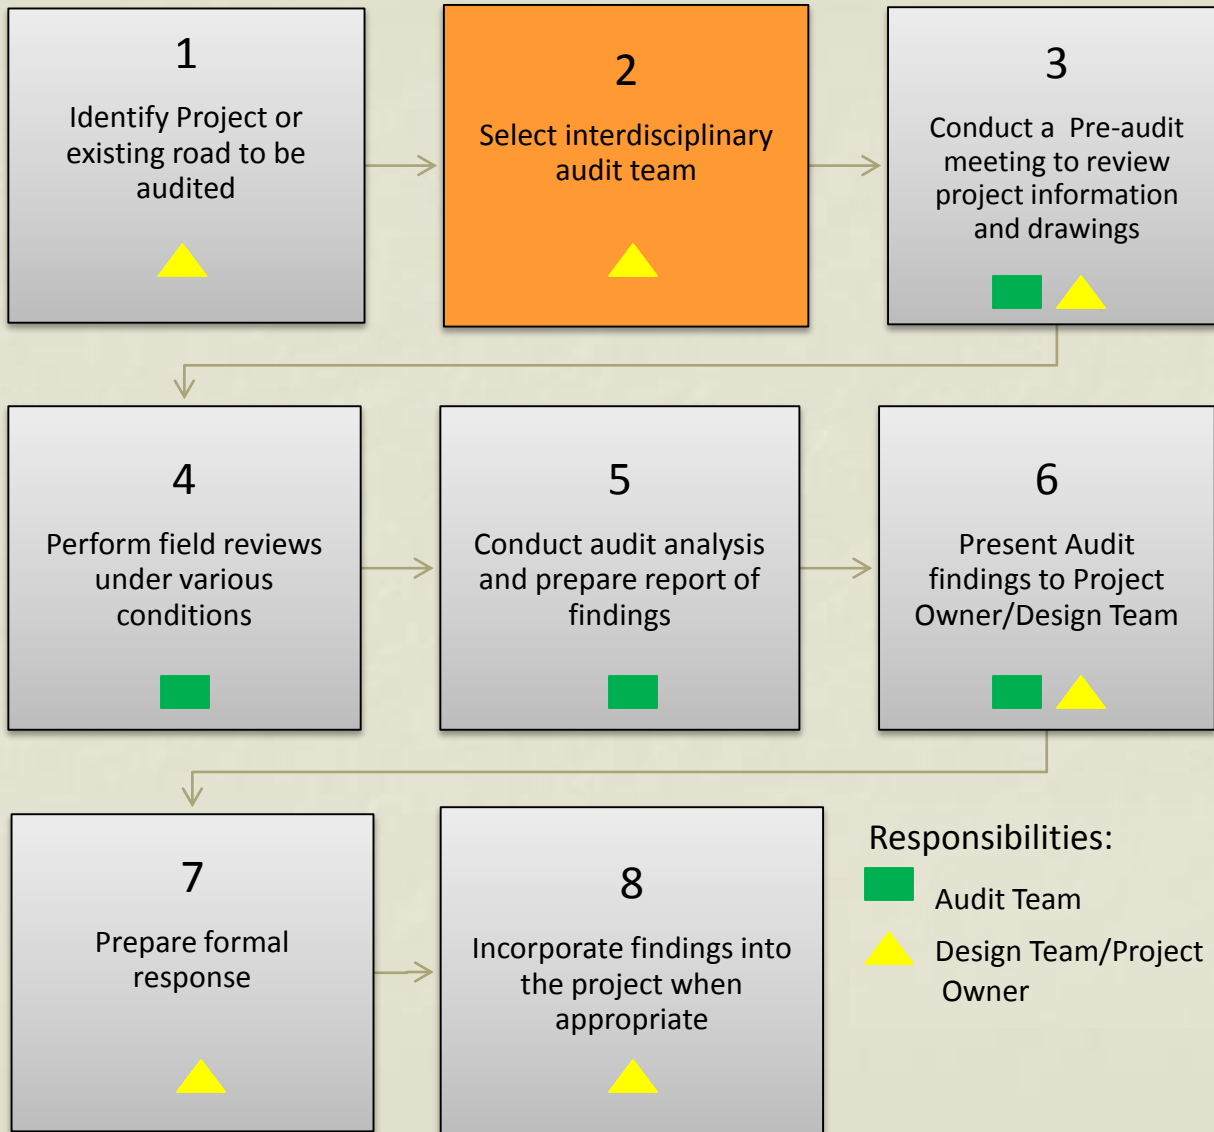 1
Identify Project or
existing road to be
audited
2
Select interdisciplinary
audit team
3
Conduct a Pre-audit
meeting to review
project information
and drawings
4
Perform field reviews
under various
conditions
5
Conduct audit analysis
and prepare report of
findings
6
Present Audit
findings to Project
Owner/Design Team
7
Prepare formal
response
8
Incorporate findings into
the project when
appropriate
Responsibilities:
Audit Team
Design Team/Project
Owner